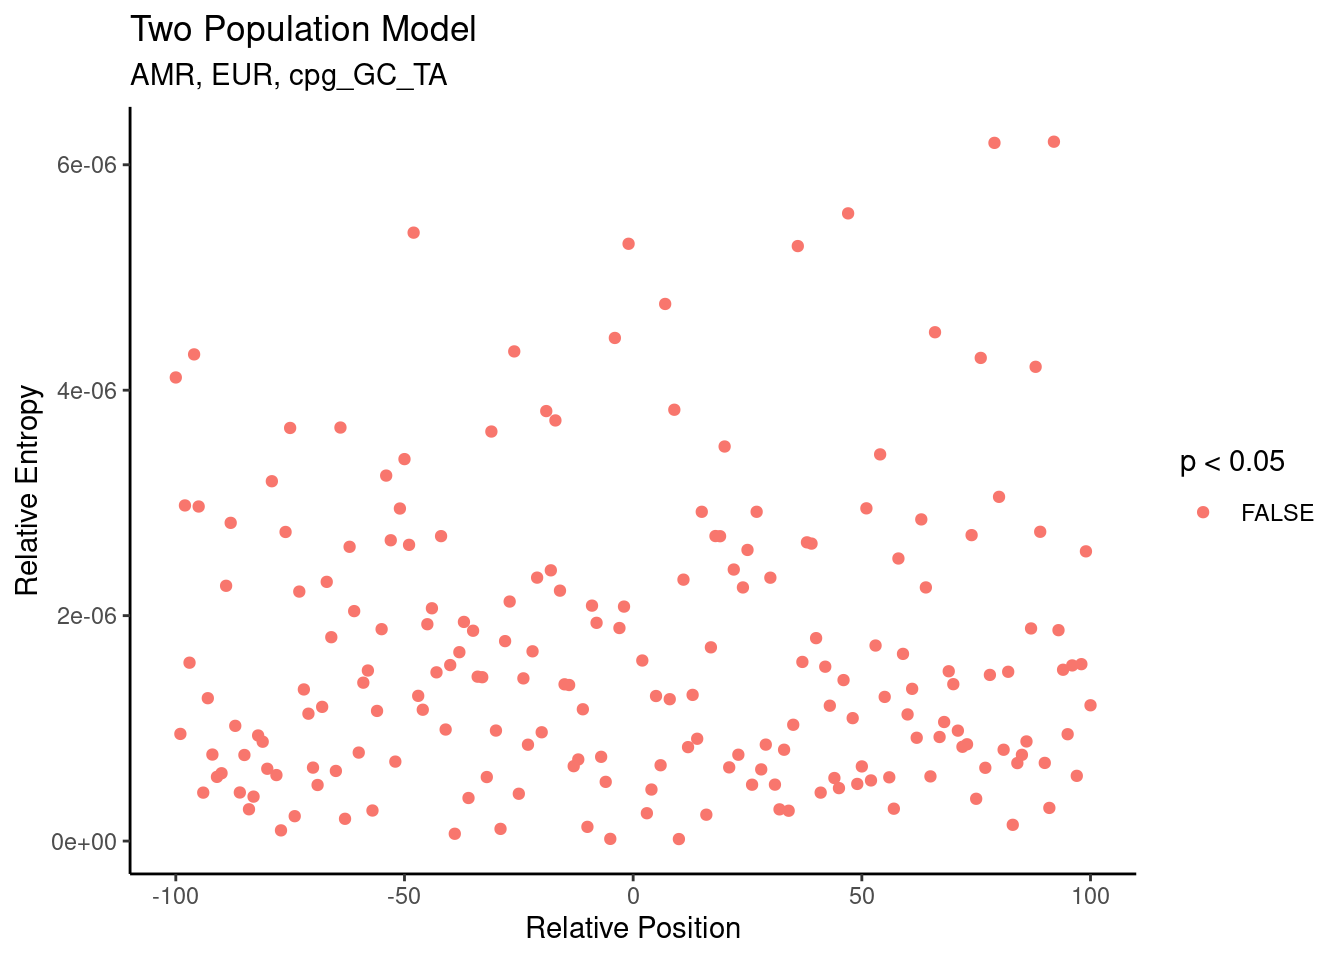 Two Population Model
AMR, EUR, cpg_GC_TA
6e-06
4e-06
2e-06
0e+00
Relative Entropy
-100
-50
0
50
100
Relative Position
p < 0.05
FALSE